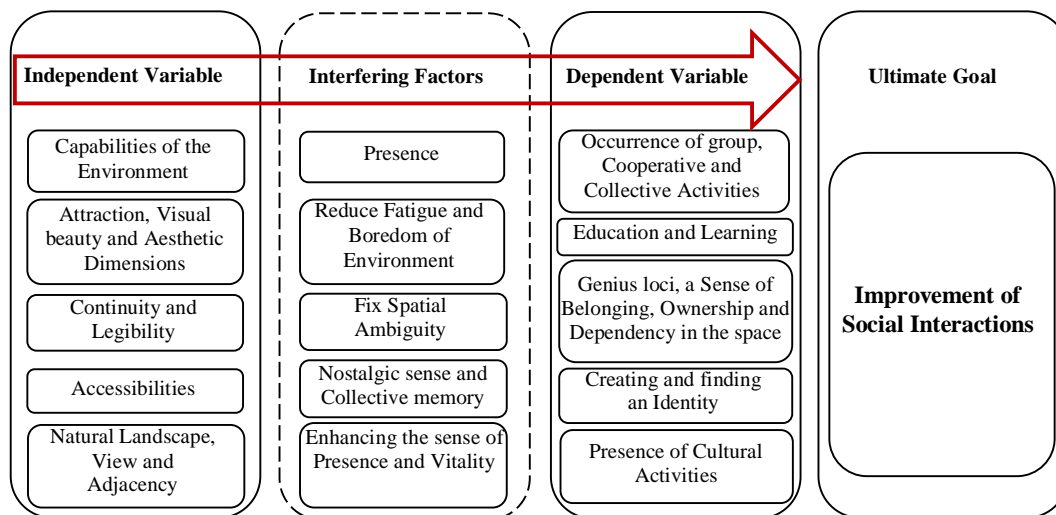 Independent Variable
Capabilities of the
Environment
Attraction, Visual
beauty and Aesthetic
Dimensions
Continuity and
Legibility
Accessibilities
Natural Landscape,
View and
Adjacency
Interfering Factors
Presence
Reduce Fatigue and
Boredom of
Environment
Fix Spatial
Ambiguity
Nostalgic sense and
Collective memory
Enhancing the sense of
Presence and Vitality
Dependent Variable
Occurrence of group,
Cooperative and
Collective Activities
Education and Learning
Genius loci, a Sense of
Belonging, Ownership and
Dependency in the space
Creating and finding
an Identity
Presence of Cultural
Activities
Ultimate Goal
Improvement of
Social Interactions